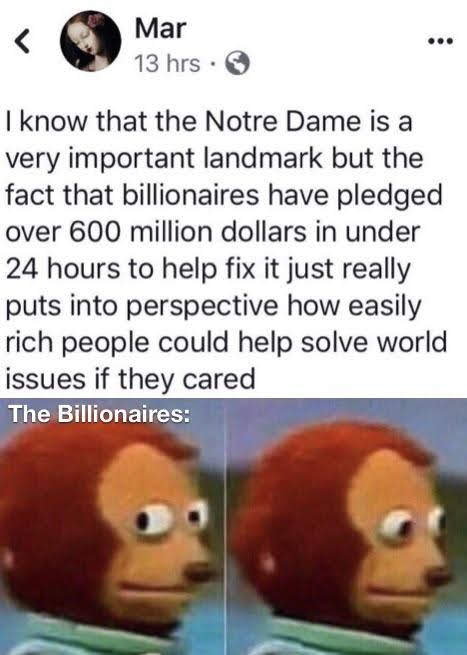 Mar
13 hrs ·
I know that the Notre Dame is a
very important landmark but the
fact that billionaires have pledged
over 600 million dollars in under
24 hours to help fix it just really
puts into perspective how easily
rich people could help solve world
issues if they cared
The Billionaires: